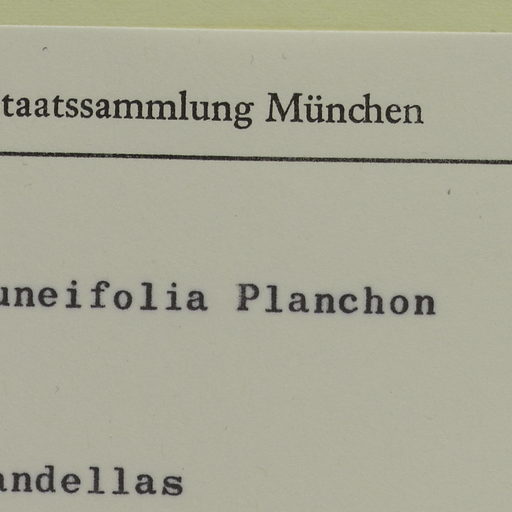 taatssammlung München
uneifolia Planchon
andellas